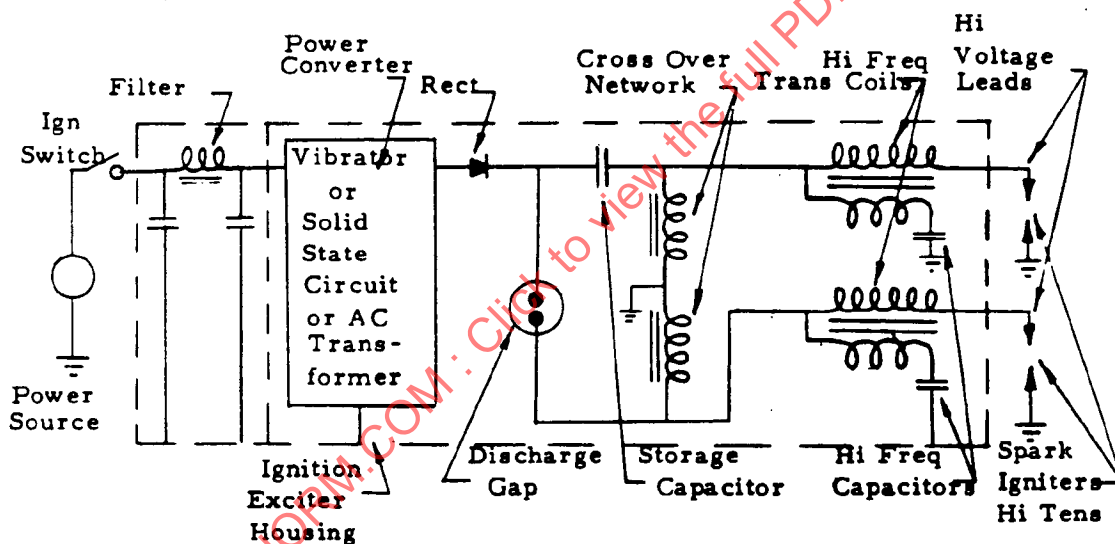 Hi
Voltage
Leads
Power
Converter
Cross Over
Network
Hi Freq
Trans Coils
Filter
Rect
Ign
Switch
Vibrator
or
Solid
State
Circuit
or AC
Trans-
former
Power
Source
Ignition
Exciter
Housing
Discharge
Gap
Storage
Capacitor
Hi Freq
Capacitors
Spark
Igniters
Hi Tens
ORM.COM : Click to view the full PD